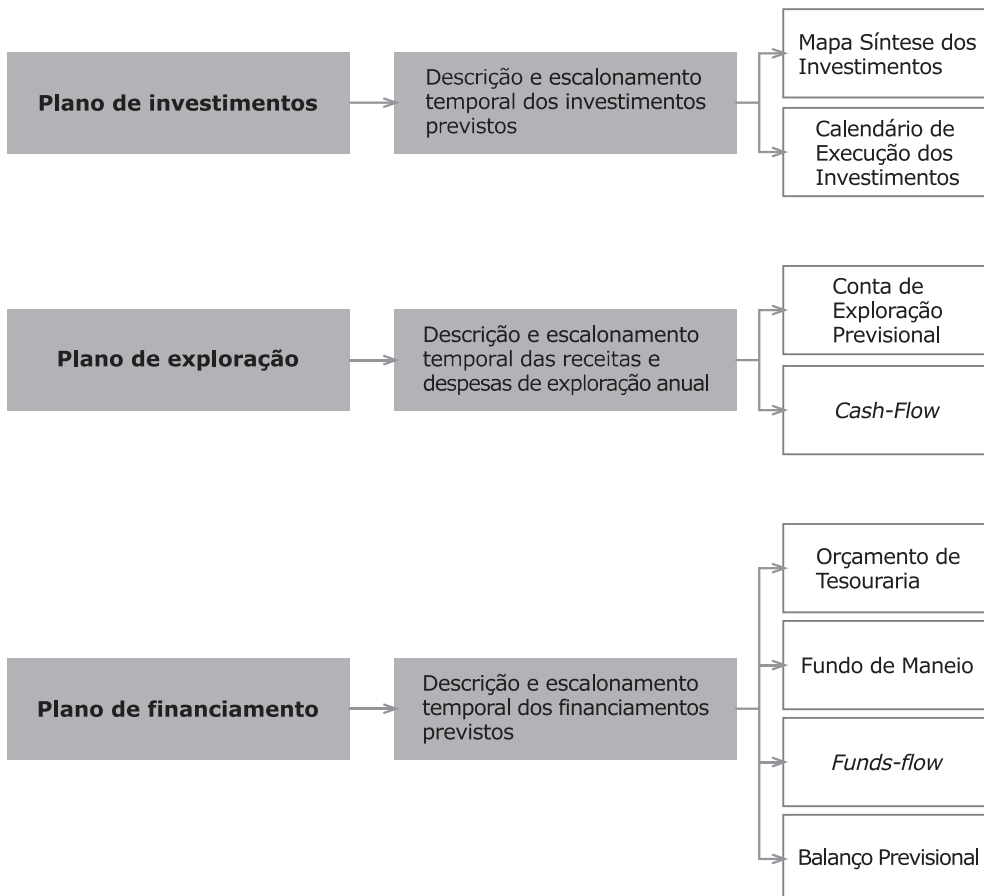 Plano de investimentos
Descrição e escalonamento
temporal dos investimentos
previstos
Mapa Síntese dos
Investimentos
Calendário de
Execução dos
Investimentos
Plano de exploração
Descrição e escalonamento
temporal das receitas e
despesas de exploração anual
Conta de
Exploração
Previsional
Cash-Flow
Plano de financiamento
Descrição e escalonamento
temporal dos financiamentos
previstos
Orçamento de
Tesouraria
Fundo de Maneio
Funds-flow
Balanço Previsional